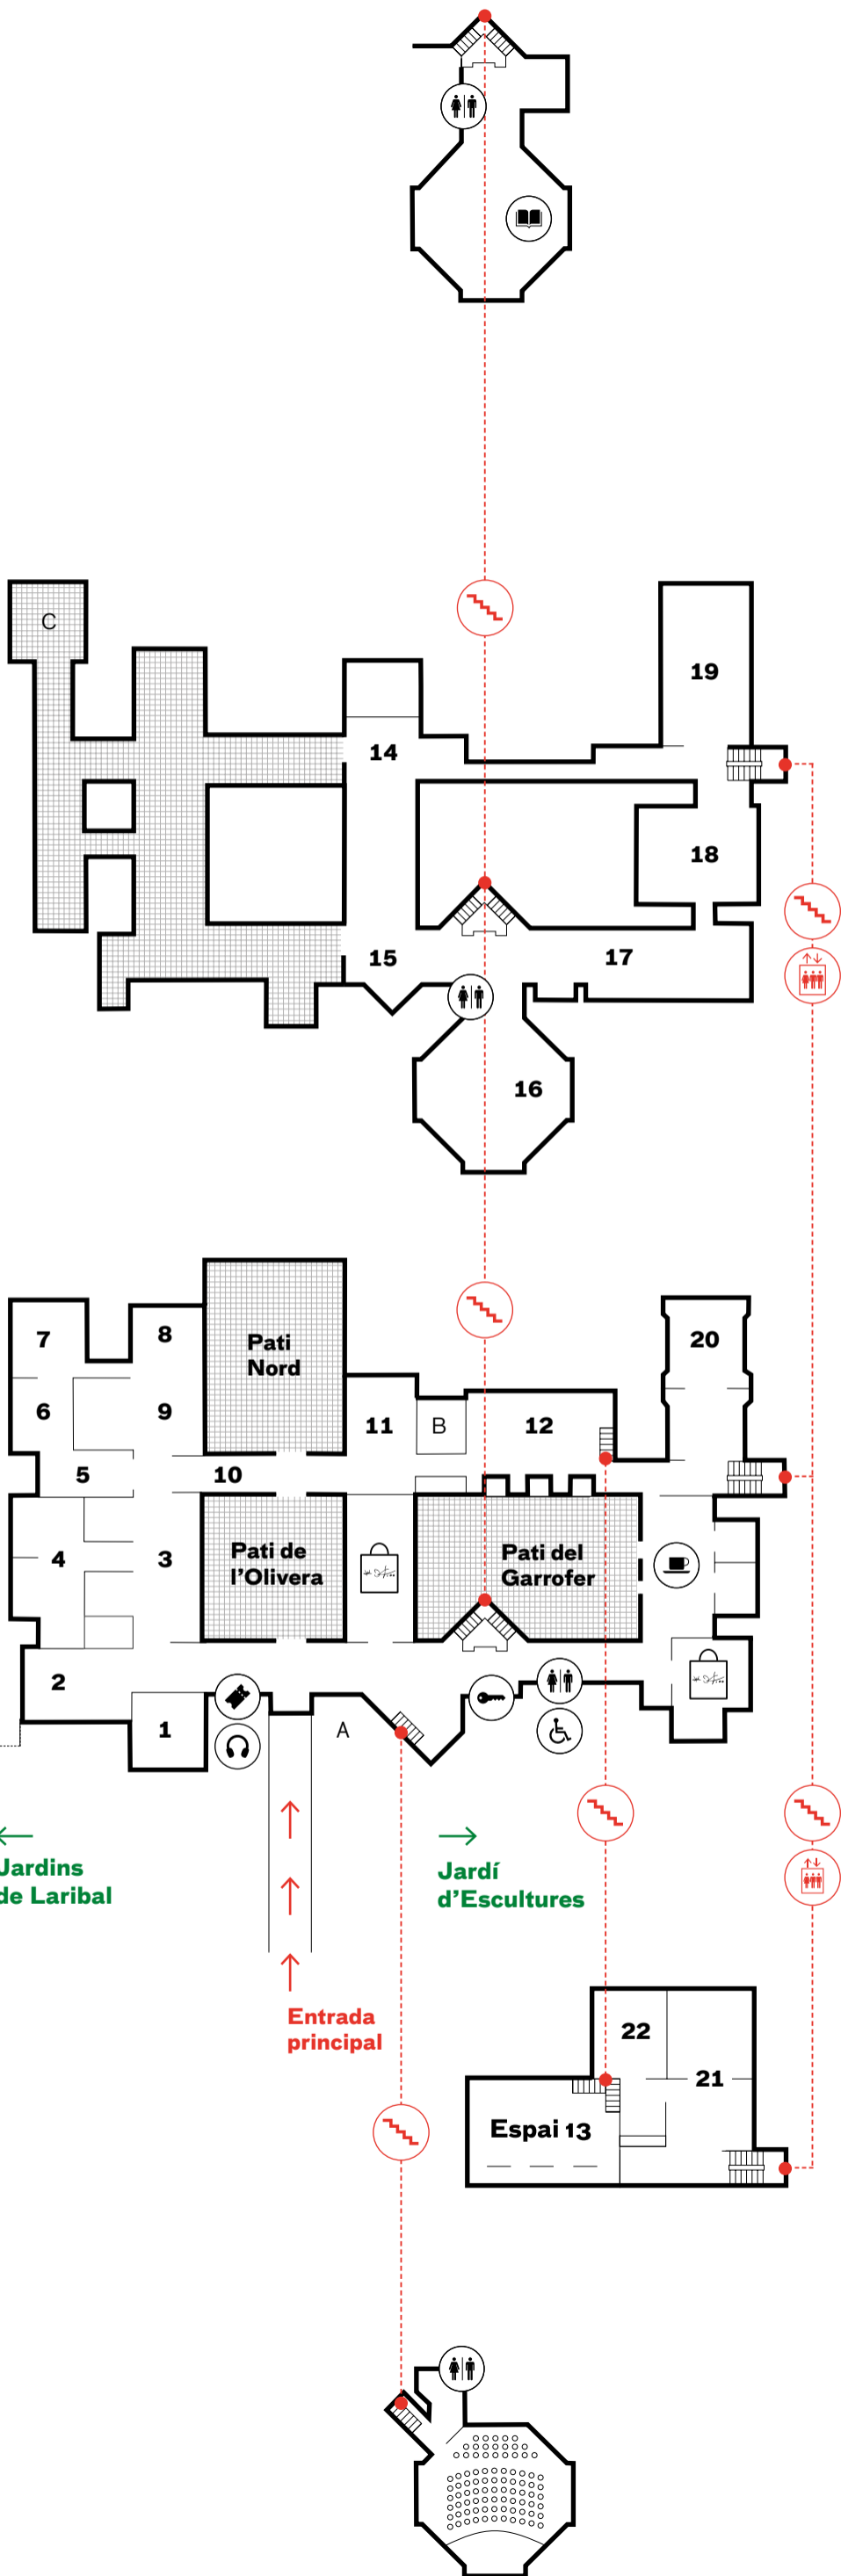 C
19
14
18
15
17
16
Pati
Nord
7
8
20
6
9
11
B
12
5
10
4
3
Pati de
l'Olivera
Pati del
Garrofer
2
1
A
Jardins
de Laribal
Jardí
d'Escultures
Entrada
principal
22
21
Espai 13